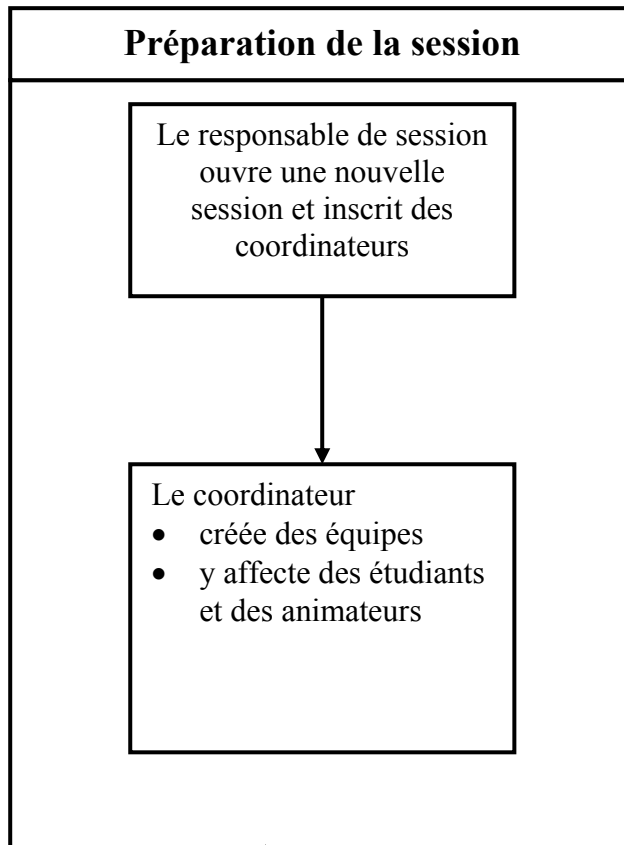 Préparation de la session
Le responsable de session
ouvre une nouvelle
session et inscrit des
coordinateurs
Le coordinateur
• créée des équipes
• y affecte des étudiants
et des animateurs